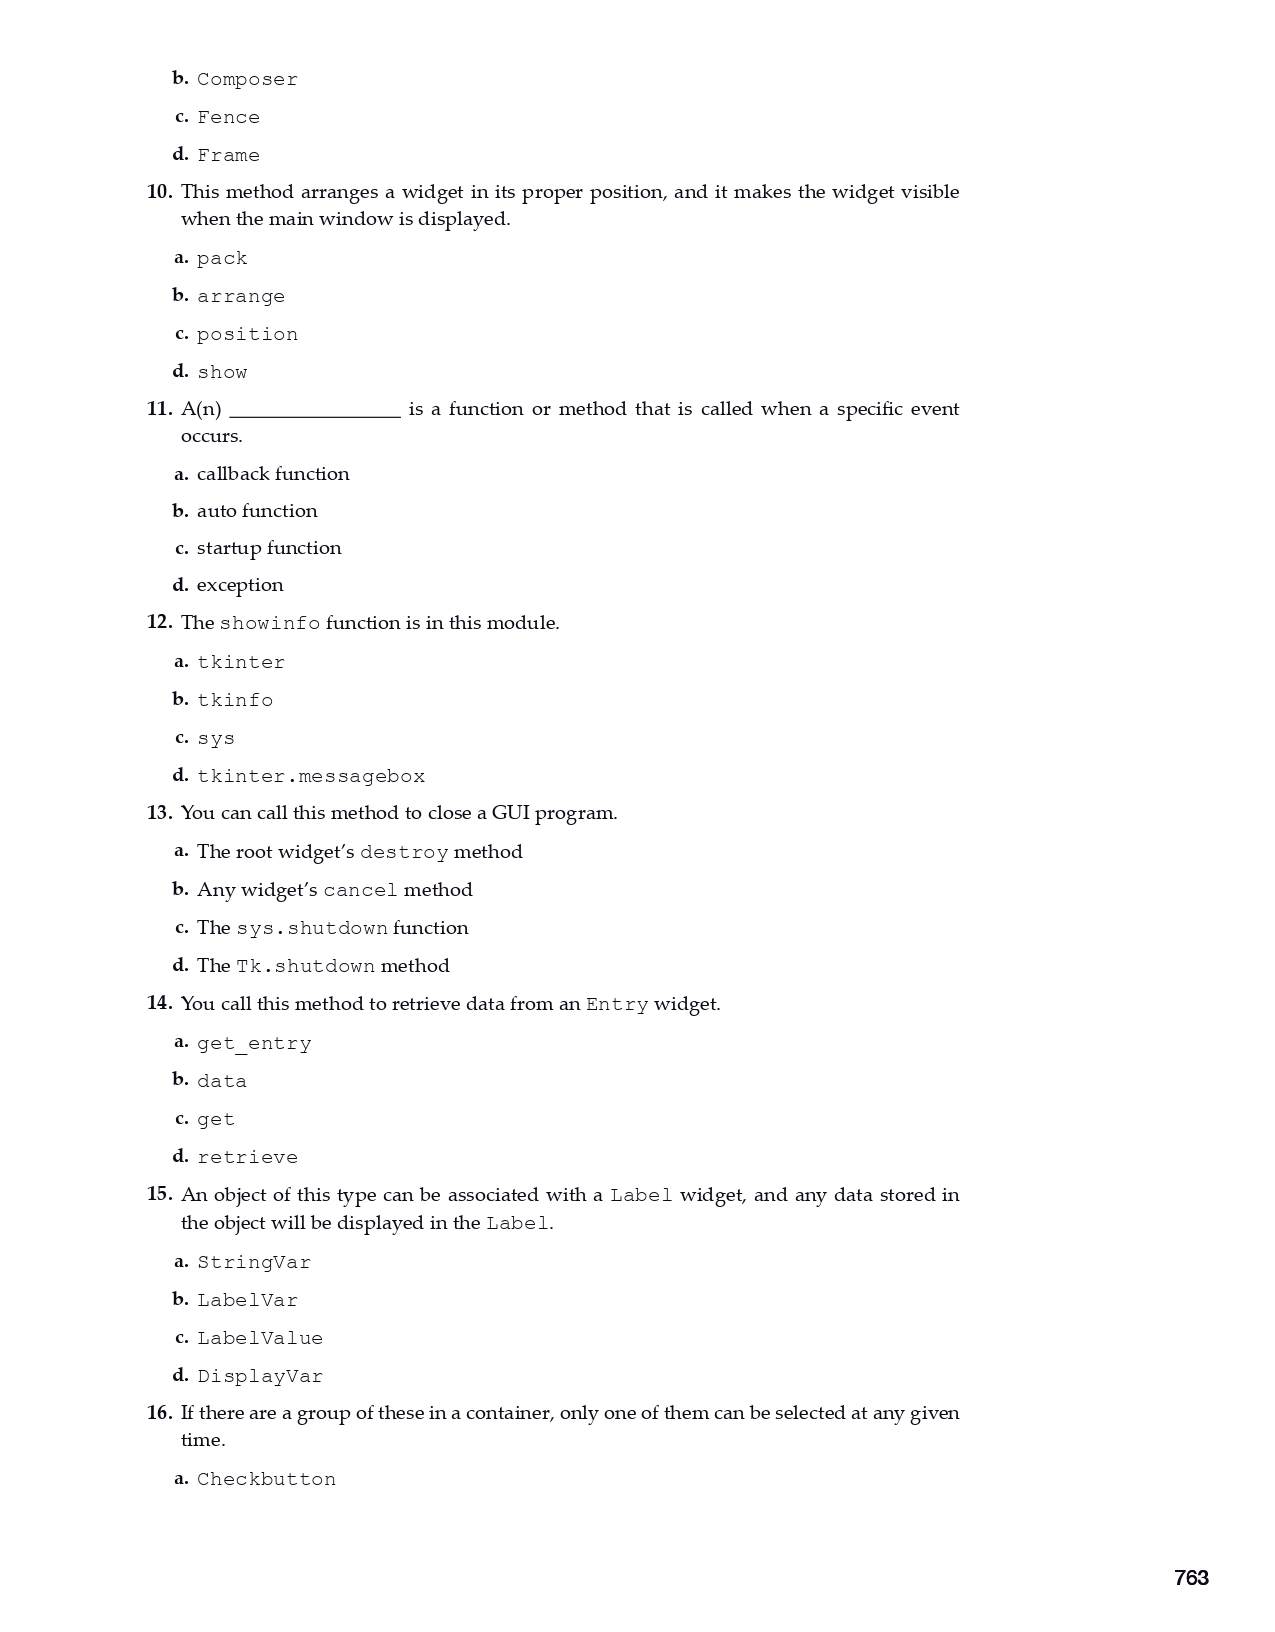 b. Composer
c. Fence
d. Frame
10. This method arranges a widget in its proper position, and it makes the widget visible
when the main window is displayed.
a. pack
b. arrange
c. position
d. show
11. A(n) _________________ is a function or method that is called when a specific event
occurs.
a. callback function
b. auto function
c. startup function
d. exception
12. The showinfo function is in this module.
a. tkinter
b. tkinfo
c. sys
d. tkinter.messagebox
13. You can call this method to close a GUI program.
a. The root widget’s destroy method
b. Any widget’s cancel method
c. The sys.shutdown function
d. The Tk.shutdown method
14. You call this method to retrieve data from an Entry widget.
a. get_entry
b. data
c. get
d. retrieve
15. An object of this type can be associated with a Label widget, and any data stored in
the object will be displayed in the Label.
a. StringVar
b. LabelVar
c. LabelValue
d. DisplayVar
16. If there are a group of these in a container, only one of them can be selected at any given
time.
a. Checkbutton
763